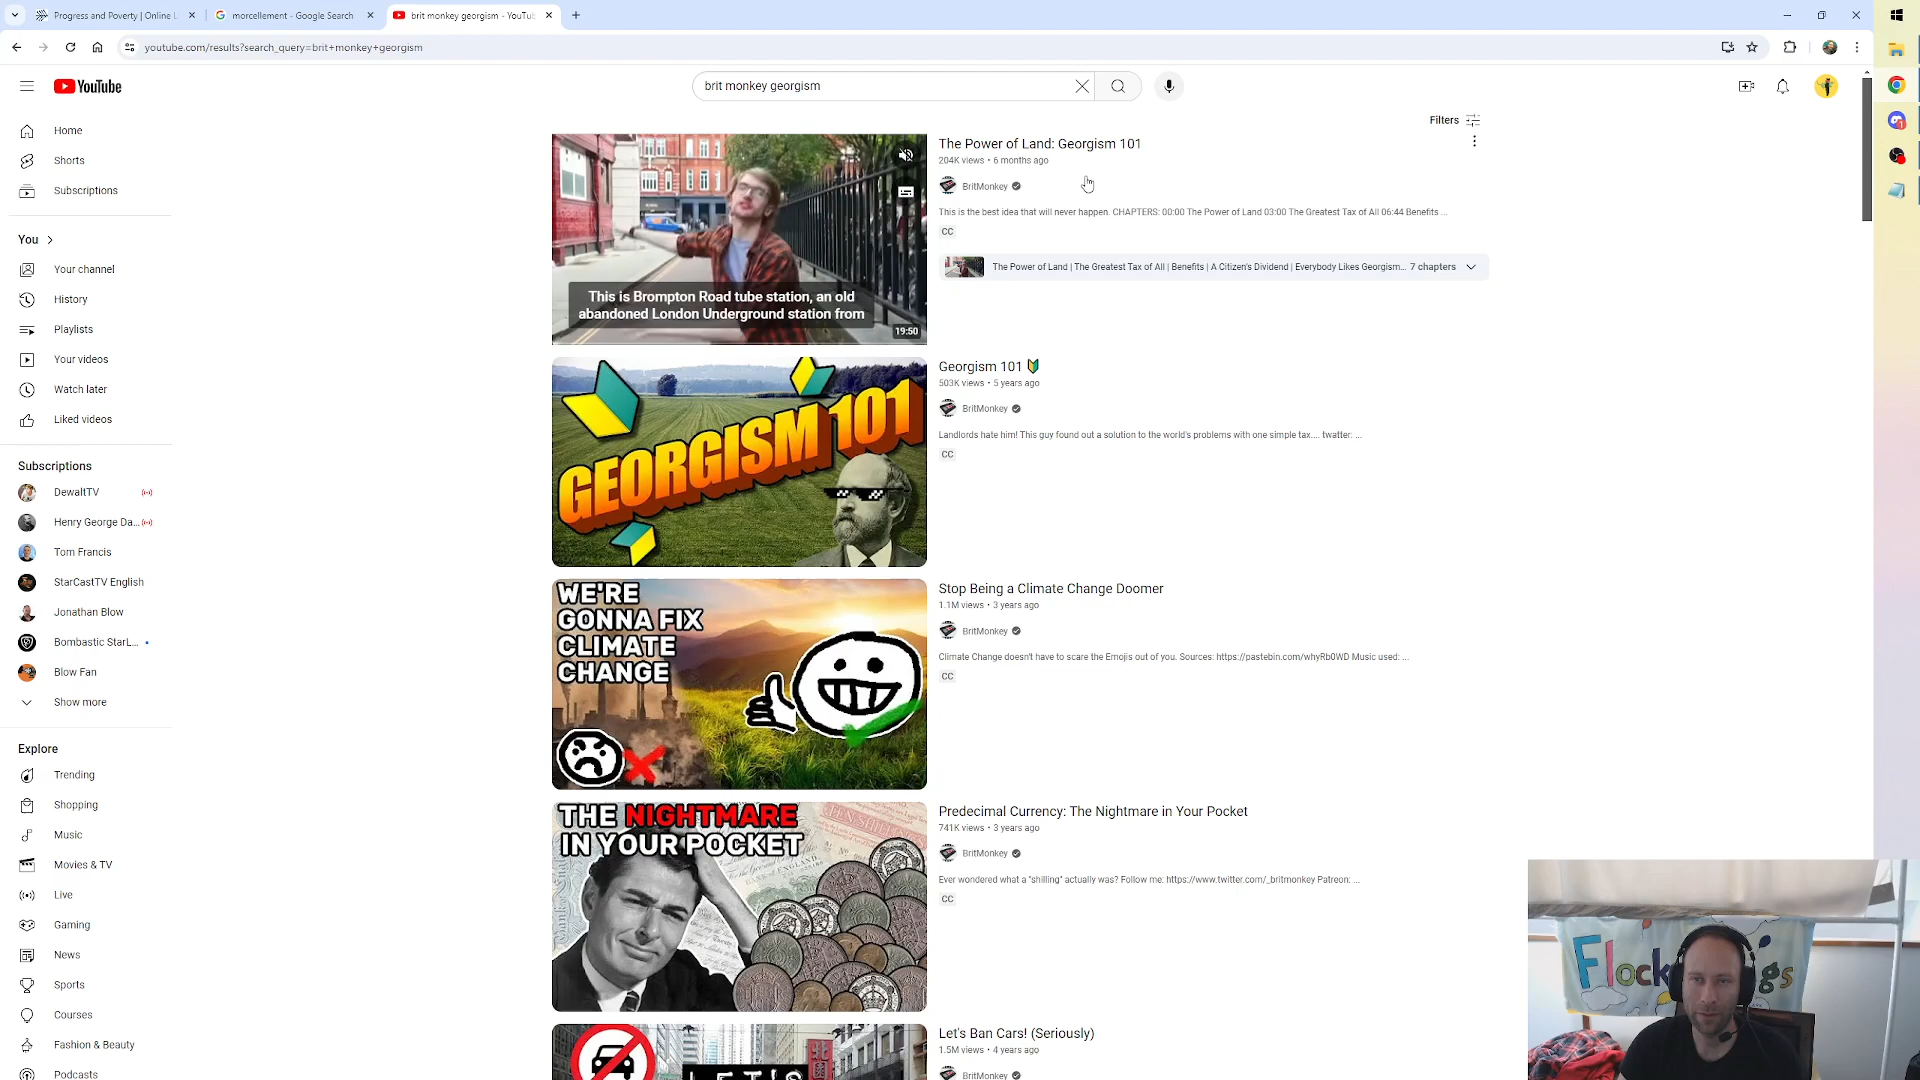 Progress and Poverty | Online L
morcellement - Google Search
brit monkey georgism - YouTub
youtube.com/results?search_query=brit+monkey+georgism
YouTube
brit monkey georgism
Filters
Home
Shorts
Subscriptions
You
Your channel
History
Playlists
Your videos
Watch later
Liked videos
Subscriptions
DewaltTV
Henry George Da...
Tom Francis
StarCastTV English
Jonathan Blow
Bombastic StarL...
Blow Fan
Show more
Explore
Trending
Shopping
Music
Movies & TV
Live
Gaming
News
Sports
Courses
Fashion & Beauty
Podcasts
This is Brompton Road tube station, an old
abandoned London Underground station from
19:50
The Power of Land: Georgism 101
204K views • 6 months ago
BritMonkey
This is the best idea that will never happen. CHAPTERS: 00:00 The Power of Land 03:00 The Greatest Tax of All 06:44 Benefits ...
CC
The Power of Land | The Greatest Tax of All | Benefits | A Citizen's Dividend | Everybody Likes Georgism... 7 chapters
GEORGISM 101
Georgism 101
503K views • 5 years ago
BritMonkey
Landlords hate him! This guy found out a solution to the world's problems with one simple tax.... twatter: ...
CC
WE'RE
GONNA FIX
CLIMATE
CHANGE
Stop Being a Climate Change Doomer
1.1M views • 3 years ago
BritMonkey
Climate Change doesn't have to scare the Emojis out of you. Sources: https://pastebin.com/whyRb0WD Music used: ...
CC
THE NIGHTMARE
IN YOUR POCKET
Predecimal Currency: The Nightmare in Your Pocket
741K views • 3 years ago
BritMonkey
Ever wondered what a "shilling" actually was? Follow me: https://www.twitter.com/_britmonkey Patreon: ...
CC
LET'S
Let's Ban Cars! (Seriously)
1.5M views • 4 years ago
BritMonkey